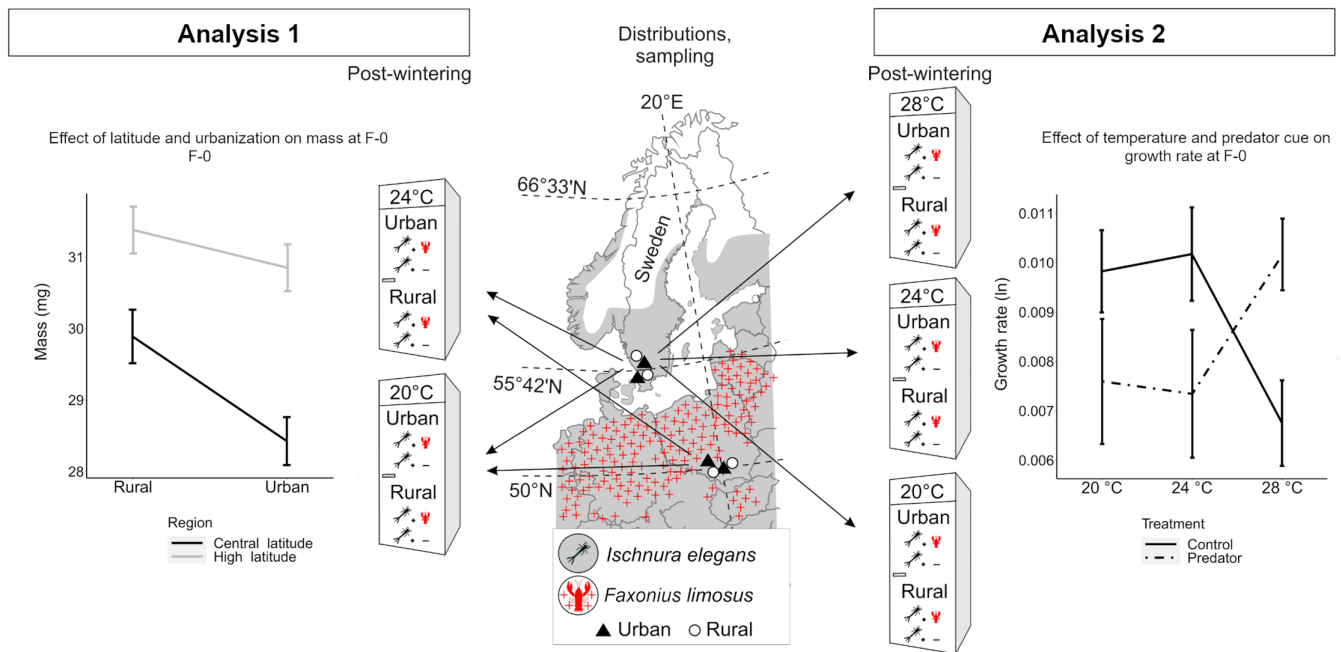 Analysis 1
Post-wintering
Effect of latitude and urbanization on mass at F-0
F-0
Mass (mg)
31
30
29
28
Rural
Urban
Region
Central latitude
High latitude
24°C
Urban
+
–
Rural
+
–
20°C
Urban
+
–
Rural
+
–
Distributions,
sampling
20°E
66°33'N
Sweden
55°42'N
50°N
Ischnura elegans
Faxonius limosus
Urban
Rural
Analysis 2
Post-wintering
28°C
Urban
+
–
Rural
+
–
24°C
Urban
+
–
Rural
+
–
20°C
Urban
+
–
Rural
+
–
Effect of temperature and predator cue on
growth rate at F-0
Growth rate (ln)
0.011
0.010
0.009
0.008
0.007
0.006
20 °C
24 °C
28 °C
Treatment
Control
Predator